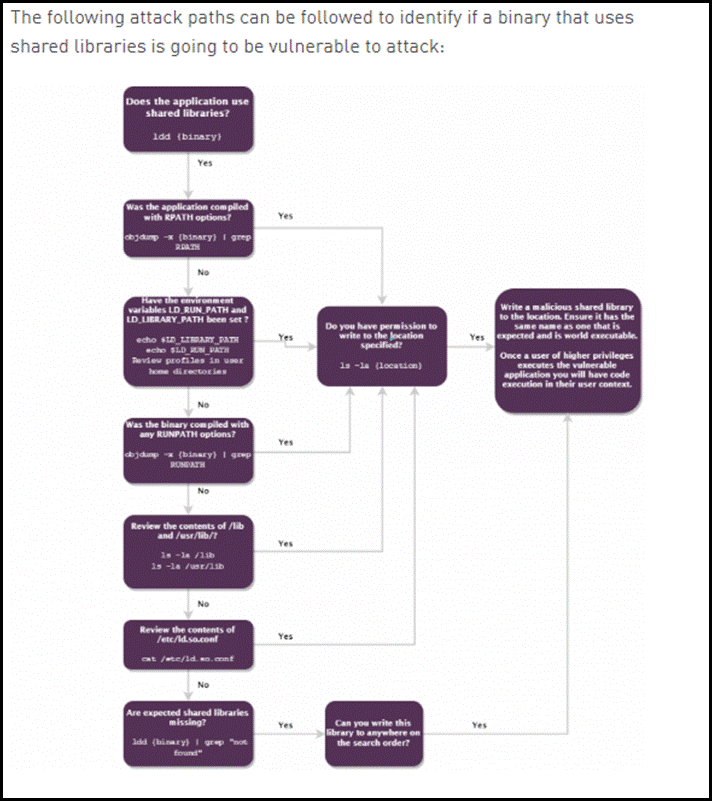 The following attack paths can be followed to identify if a binary that uses
shared libraries is going to be vulnerable to attack:
Does the application use
shared libraries?
ldd {binary}
Yes
Was the application compiled
with RPATH options?
objdump -x {binary} | grep
RPATH
Yes
No
Have the environment
variables LD_RUN_PATH and
LD_LIBRARY_PATH been set ?
echo $LD_LIBRARY_PATH
echo $LD_RUN_PATH
Review profiles in user
home directories
Yes
Do you have permission to
write to the location
specified?
ls -la {location}
Yes
Write a malicious shared library
to the location. Ensure it has the
same name as one that is
expected and is world executable.
Once a user of higher privileges
executes the vulnerable
application you will have code
execution in their user context.
No
Was the binary compiled with
any RUNPATH options?
objdump -x {binary} | grep
RUNPATH
Yes
No
Review the contents of /lib
and /usr/lib/?
ls -la /lib
ls -la /usr/lib
Yes
No
Review the contents of
/etc/ld.so.conf
cat /etc/ld.so.conf
Yes
No
Are expected shared libraries
missing?
ldd {binary} | grep "not
found"
Yes
Can you write this
library to anywhere on
the search order?
Yes